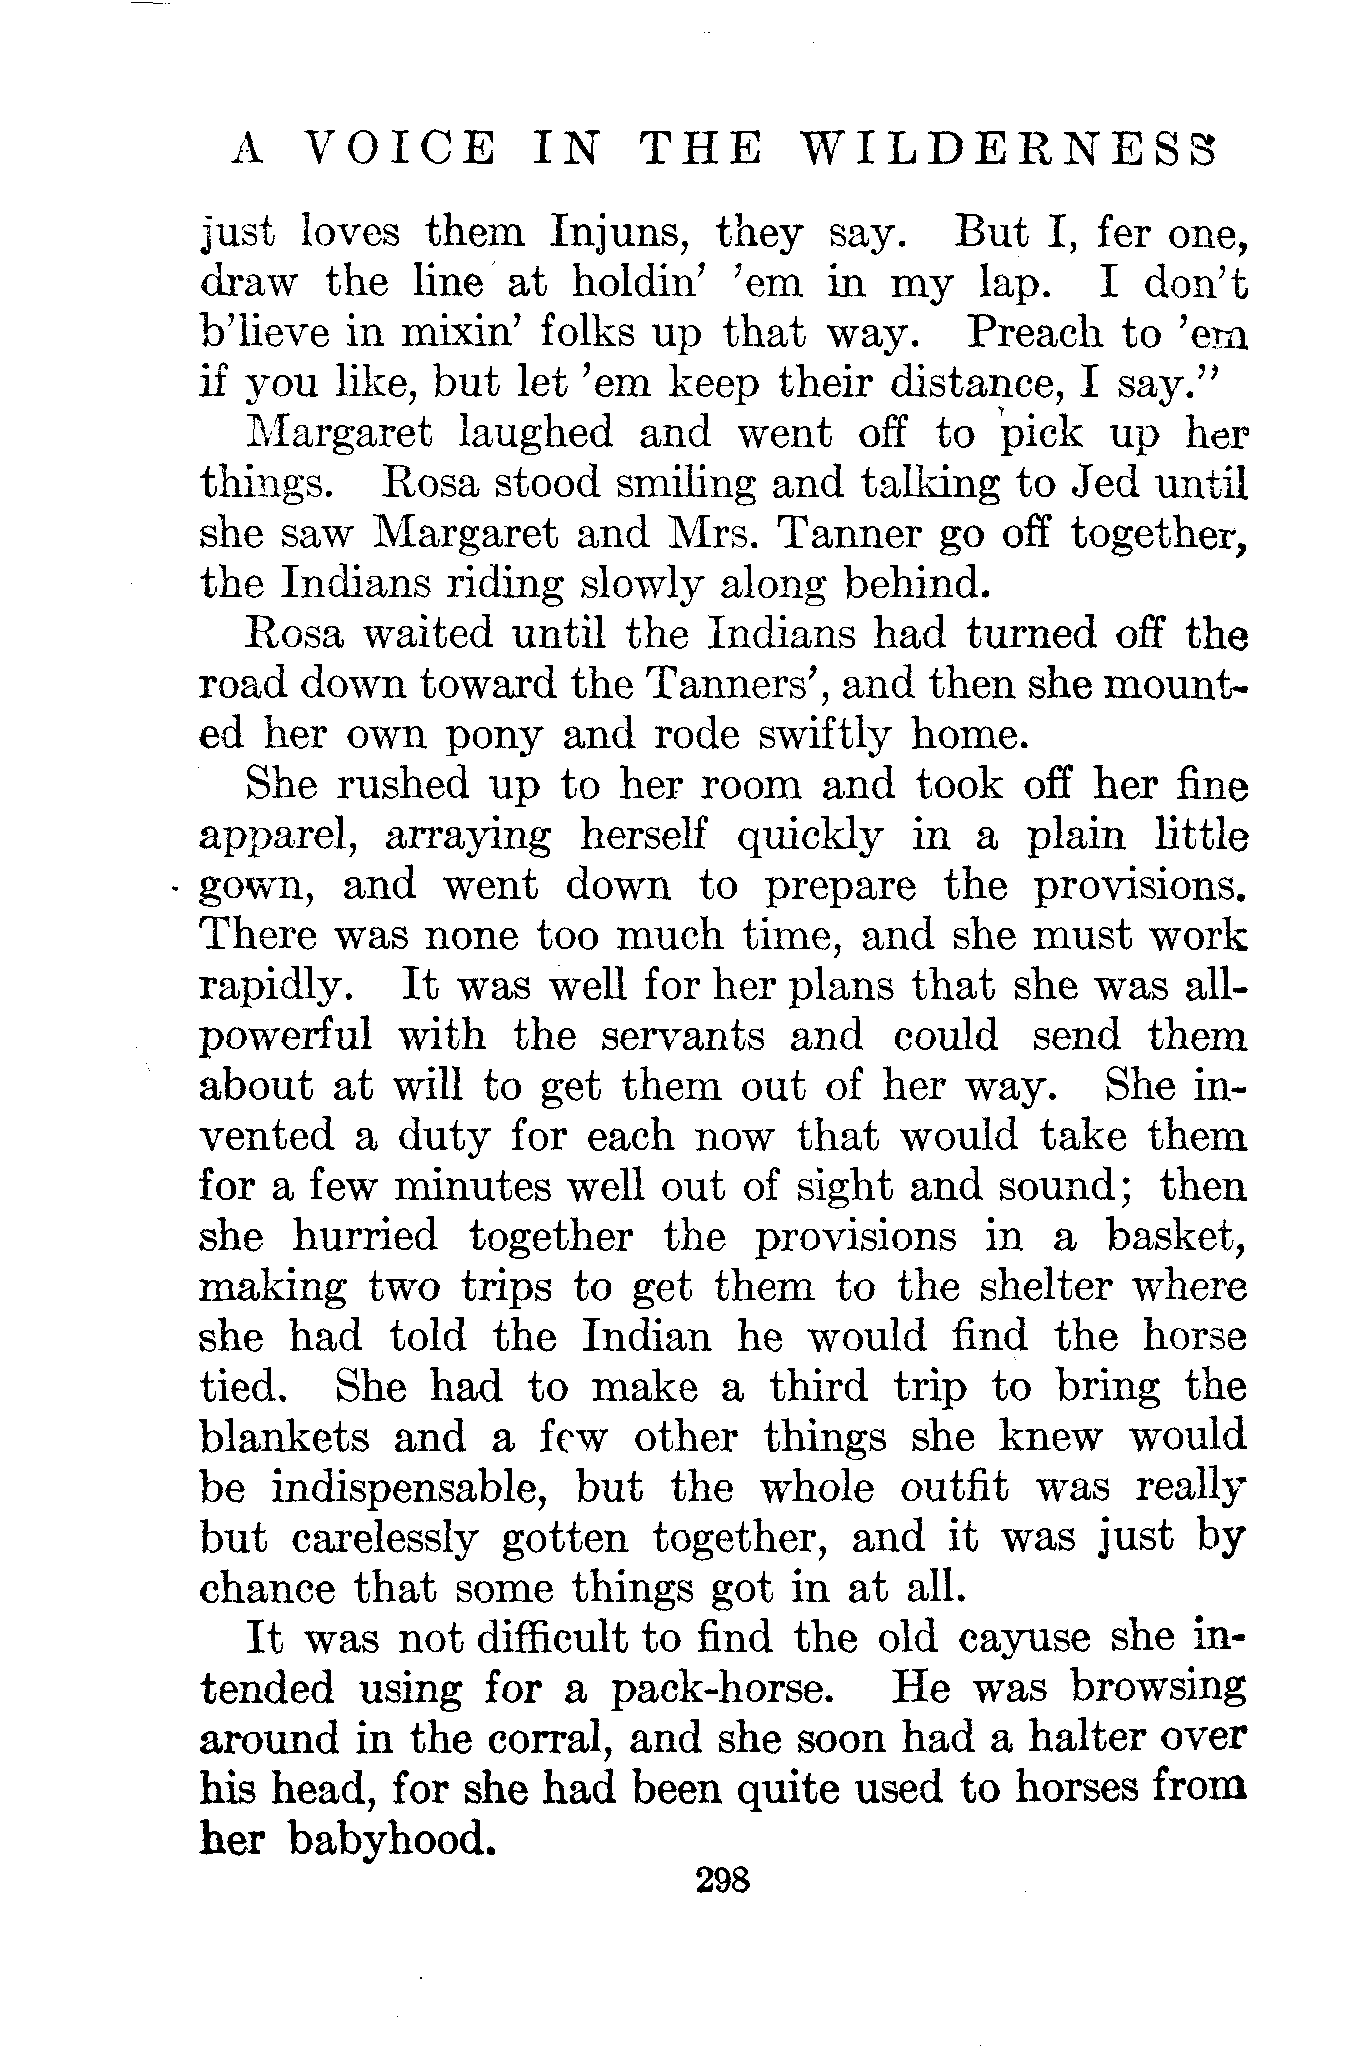 A VOICE IN THE WILDERNESS
just loves them Injuns, they say. But I, fer one,
draw the line at holdin' 'em in my lap. I don't
b'lieve in mixin' folks up that way. Preach to 'em
if you like, but let 'em keep their distance, I say."
Margaret laughed and went off to pick up her
things. Rosa stood smiling and talking to Jed until
she saw Margaret and Mrs. Tanner go off together,
the Indians riding slowly along behind.
Rosa waited until the Indians had turned off the
road down toward the Tanners', and then she mount-
ed her own pony and rode swiftly home.
She rushed up to her room and took off her fine
apparel, arraying herself quickly in a plain little
gown, and went down to prepare the provisions.
There was none too much time, and she must work
rapidly. It was well for her plans that she was all-
powerful with the servants and could send them
about at will to get them out of her way. She in-
vented a duty for each now that would take them
for a few minutes well out of sight and sound; then
she hurried together the provisions in a basket,
making two trips to get them to the shelter where
she had told the Indian he would find the horse
tied. She had to make a third trip to bring the
blankets and a few other things she knew would
be indispensable, but the whole outfit was really
but carelessly gotten together, and it was just by
chance that some things got in at all.
It was not difficult to find the old cayuse she in-
tended using for a pack-horse. He was browsing
around in the corral, and she soon had a halter over
his head, for she had been quite used to horses from
her babyhood.
298